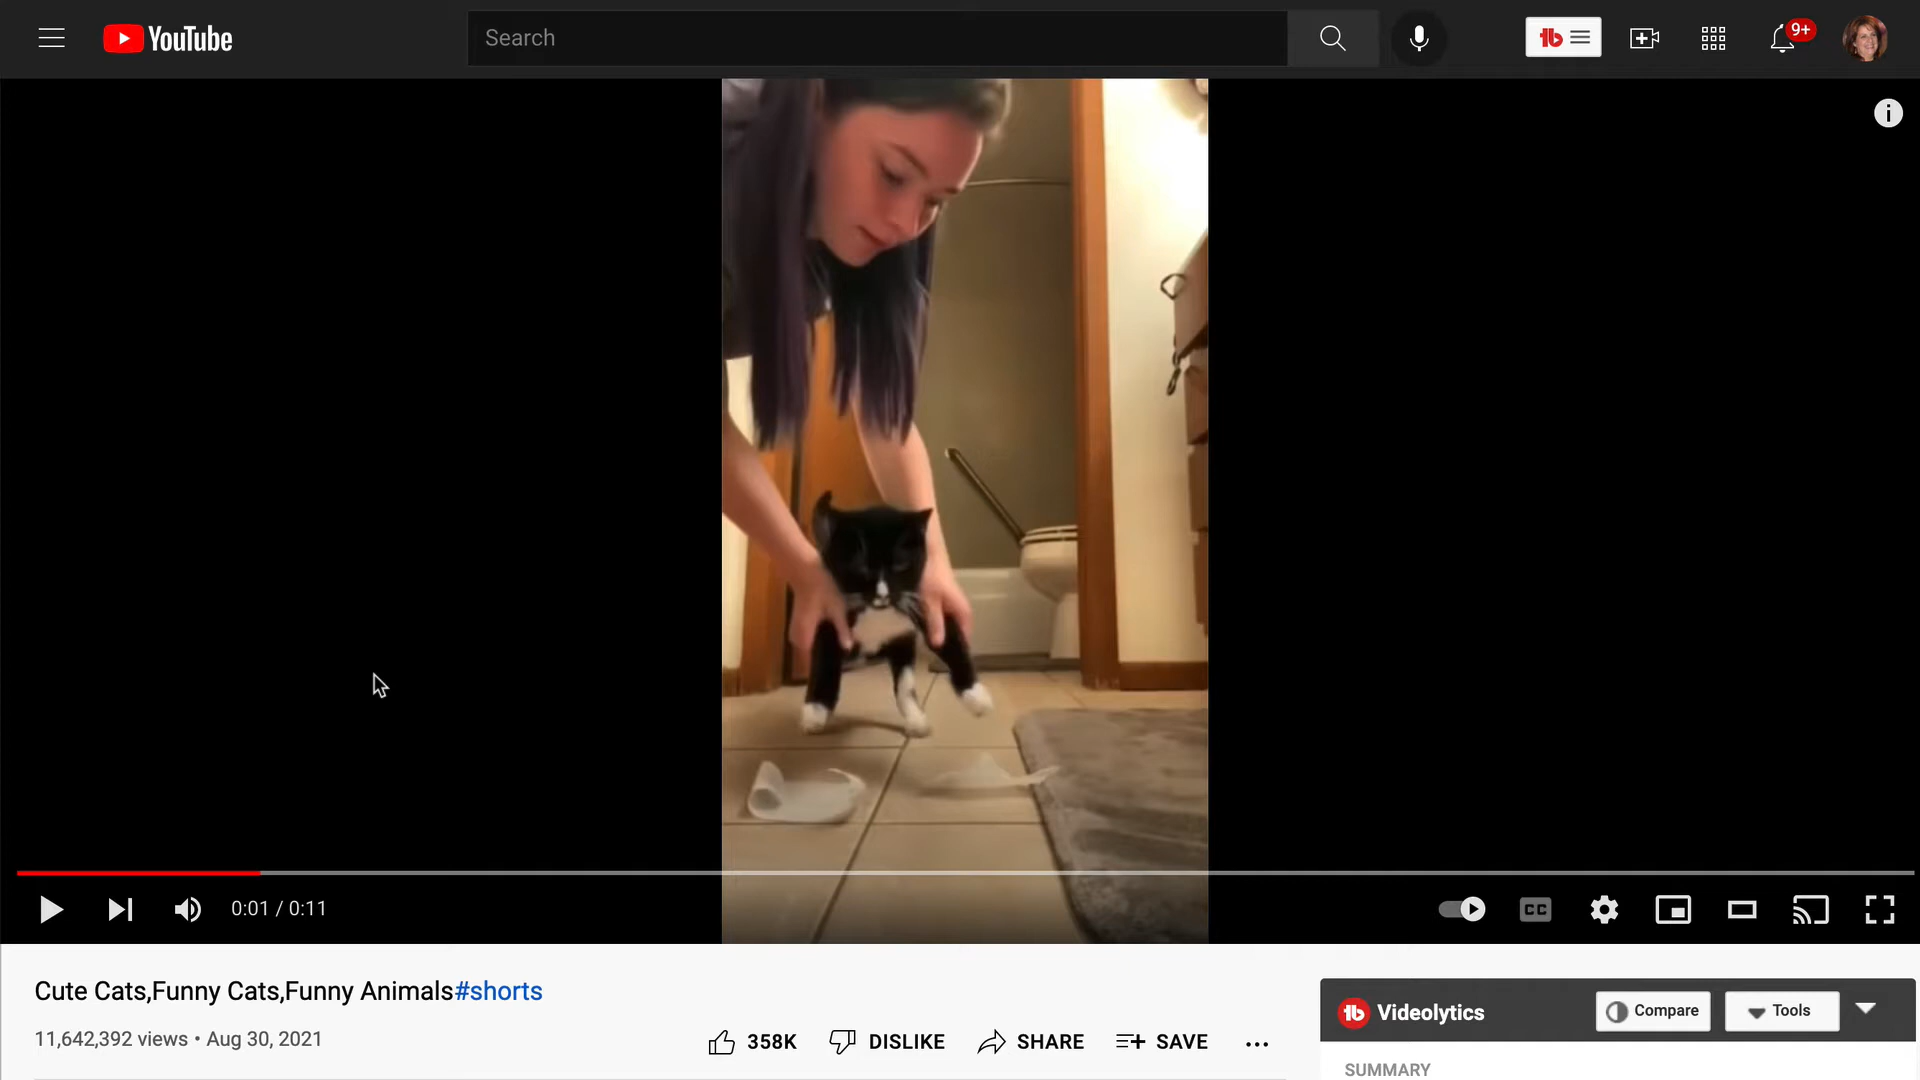 YouTube
Search
9+
0:01 / 0:11
CC
Cute Cats,Funny Cats,Funny Animals#shorts
11,642,392 views • Aug 30, 2021
358K
DISLIKE
SHARE
SAVE
Videolytics
Compare
Tools
SUMMARY